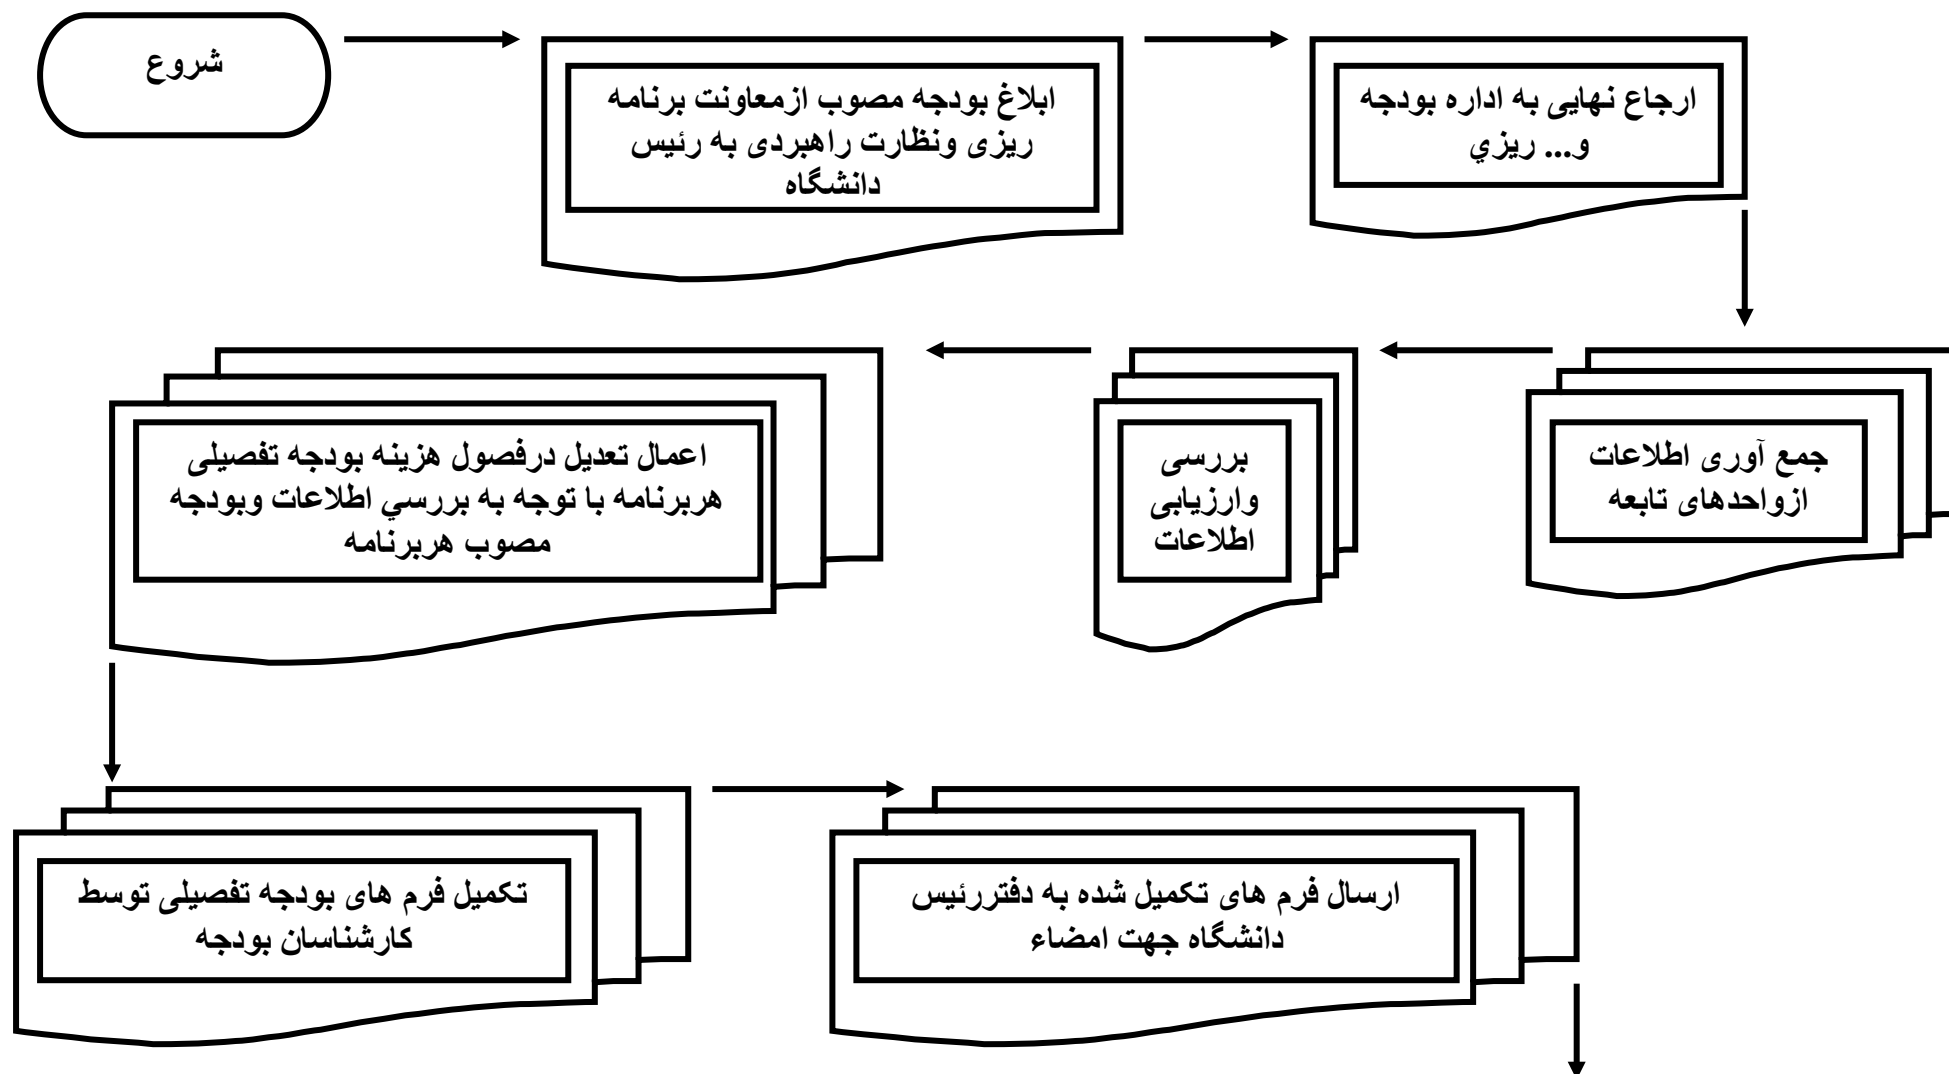 شروع
ابلاغ بودجه مصوب ازمعاونت برنامه
ریزی ونظارت راهبردی به رئیس
دانشگاه
ارجاع نهایی به اداره بودجه
و... ریزي
جمع آوری اطلاعات
ازواحدهای تابعه
بررسی
وارزیابی
اطلاعات
اعمال تعدیل درفصول هزینه بودجه تفصیلی
هربرنامه با توجه به بررسي اطلاعات وبودجه
مصوب هربرنامه
تکمیل فرم های بودجه تفصیلی توسط
کارشناسان بودجه
ارسال فرم های تکمیل شده به دفتررئیس
دانشگاه جهت امضاء